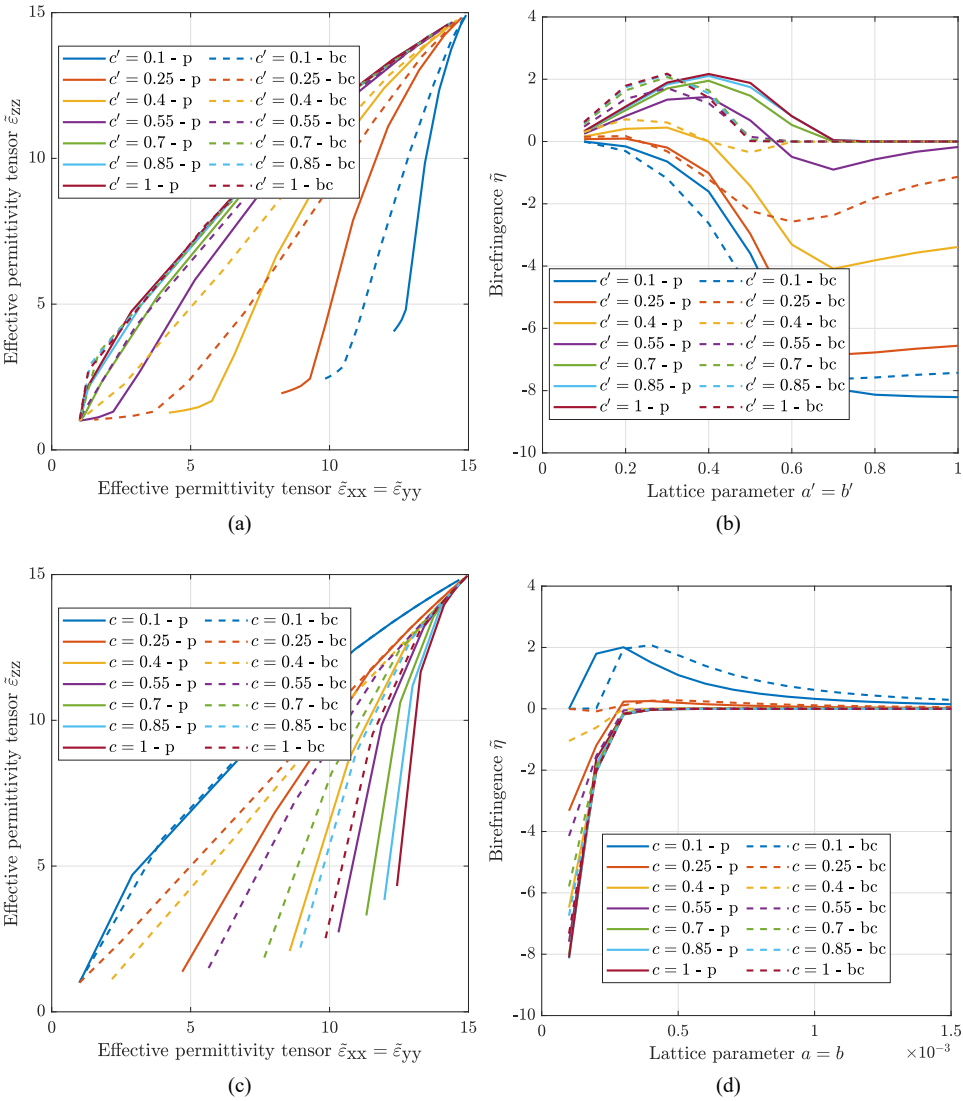 15
10
5
0
0
5
10
15
Effective permittivity tensor ε̃zz
Effective permittivity tensor ε̃xx = ε̃yy
c′ = 0.1 - p
c′ = 0.25 - p
c′ = 0.4 - p
c′ = 0.55 - p
c′ = 0.7 - p
c′ = 0.85 - p
c′ = 1 - p
c′ = 0.1 - bc
c′ = 0.25 - bc
c′ = 0.4 - bc
c′ = 0.55 - bc
c′ = 0.7 - bc
c′ = 0.85 - bc
c′ = 1 - bc
(a)
4
2
0
-2
-4
-6
-8
-10
0
0.2
0.4
0.6
0.8
1
Birefringence η̃
Lattice parameter a′ = b′
c′ = 0.1 - p
c′ = 0.25 - p
c′ = 0.4 - p
c′ = 0.55 - p
c′ = 0.7 - p
c′ = 0.85 - p
c′ = 1 - p
c′ = 0.1 - bc
c′ = 0.25 - bc
c′ = 0.4 - bc
c′ = 0.55 - bc
c′ = 0.7 - bc
c′ = 0.85 - bc
c′ = 1 - bc
(b)
15
10
5
0
0
5
10
15
Effective permittivity tensor ε̃zz
Effective permittivity tensor ε̃xx = ε̃yy
c = 0.1 - p
c = 0.25 - p
c = 0.4 - p
c = 0.55 - p
c = 0.7 - p
c = 0.85 - p
c = 1 - p
c = 0.1 - bc
c = 0.25 - bc
c = 0.4 - bc
c = 0.55 - bc
c = 0.7 - bc
c = 0.85 - bc
c = 1 - bc
(c)
4
2
0
-2
-4
-6
-8
-10
0
0.5
1
1.5
×10⁻³
Birefringence η̃
Lattice parameter a = b
c = 0.1 - p
c = 0.25 - p
c = 0.4 - p
c = 0.55 - p
c = 0.7 - p
c = 0.85 - p
c = 1 - p
c = 0.1 - bc
c = 0.25 - bc
c = 0.4 - bc
c = 0.55 - bc
c = 0.7 - bc
c = 0.85 - bc
c = 1 - bc
(d)